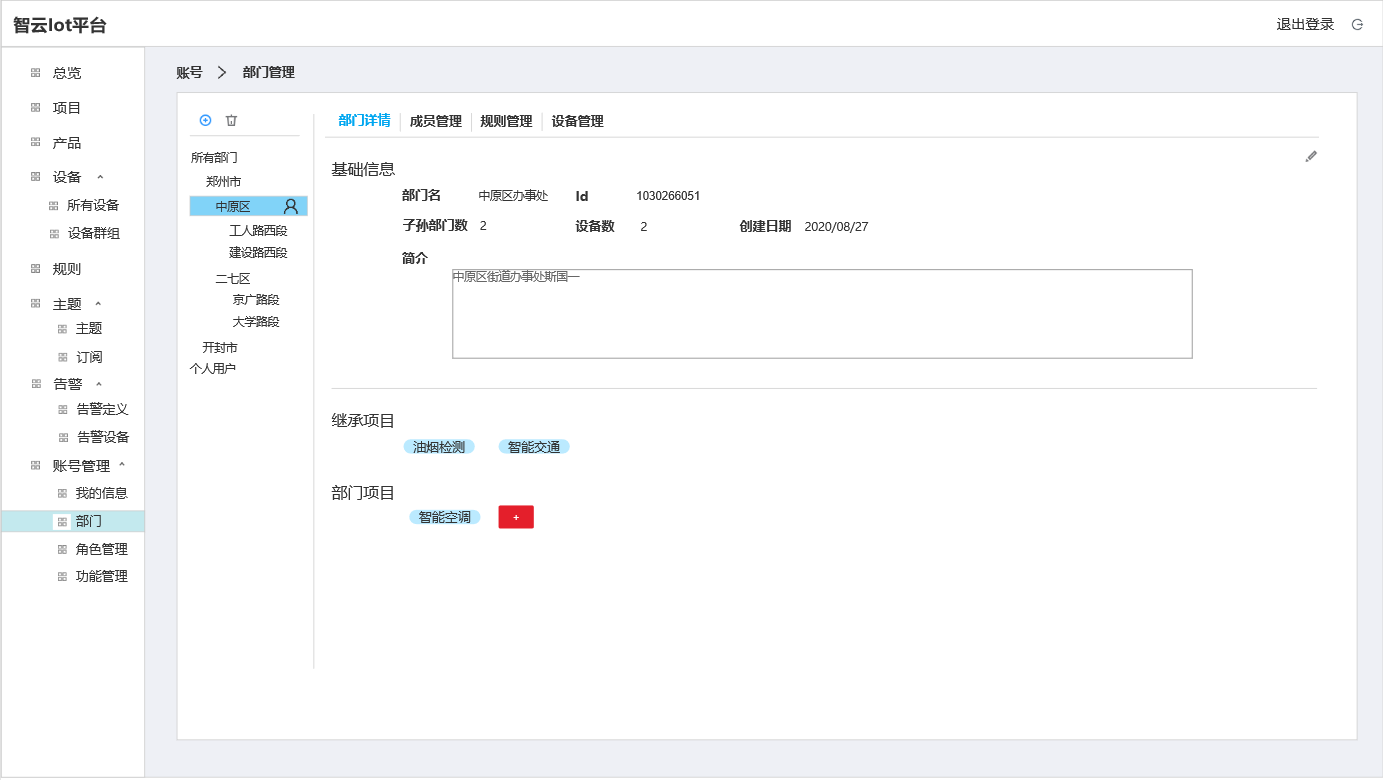 智云Iot平台
退出登录
总览
项目
产品
设备
所有设备
设备群组
规则
主题
主题
订阅
告警
告警定义
告警设备
账号管理
我的信息
部门
角色管理
功能管理
账号 > 部门管理
所有部门
郑州市
中原区
工人路西段
建设路西段
二七区
京广路段
大学路段
开封市
个人用户
部门详情 成员管理 规则管理 设备管理
基础信息
部门名 中原区办事处 Id 1030266051
子孙部门数 2 设备数 2 创建日期 2020/08/27
简介
中原区街道办事处斯国一
继承项目
油烟检测 智能交通
部门项目
智能空调 +